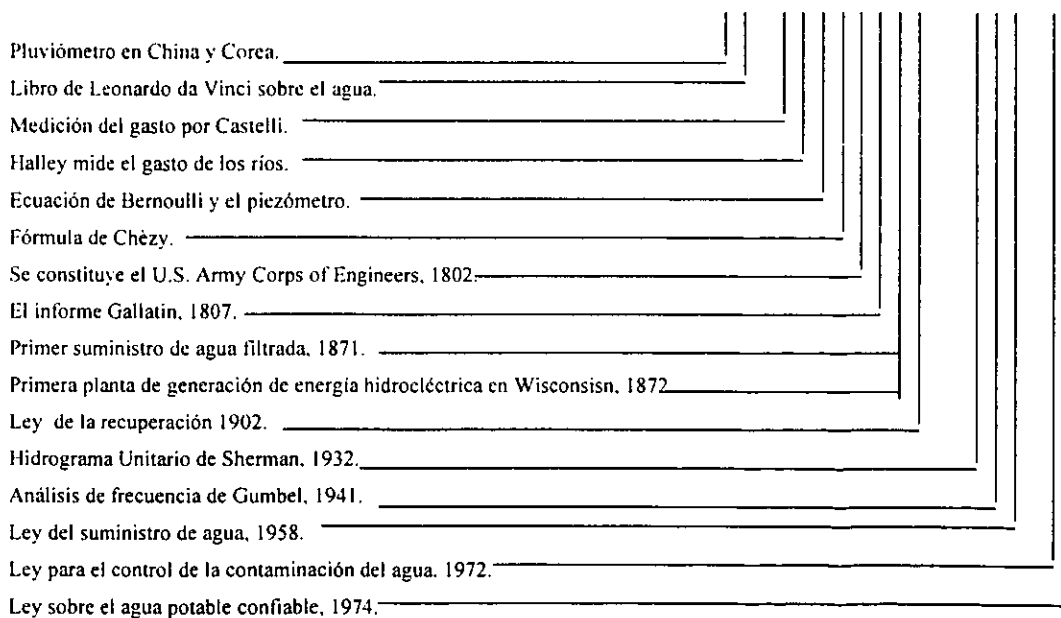 Pluviómetro en China y Corea.
Libro de Leonardo da Vinci sobre el agua.
Medición del gasto por Castelli.
Halley mide el gasto de los ríos.
Ecuación de Bernoulli y el piezómetro.
Fórmula de Chèzy.
Se constituye el U.S. Army Corps of Engineers, 1802.
El informe Gallatin, 1807.
Primer suministro de agua filtrada, 1871.
Primera planta de generación de energía hidroeléctrica en Wisconsisn, 1872
Ley de la recuperación 1902.
Hidrograma Unitario de Sherman, 1932.
Análisis de frecuencia de Gumbel, 1941.
Ley del suministro de agua, 1958.
Ley para el control de la contaminación del agua. 1972.
Ley sobre el agua potable confiable, 1974.